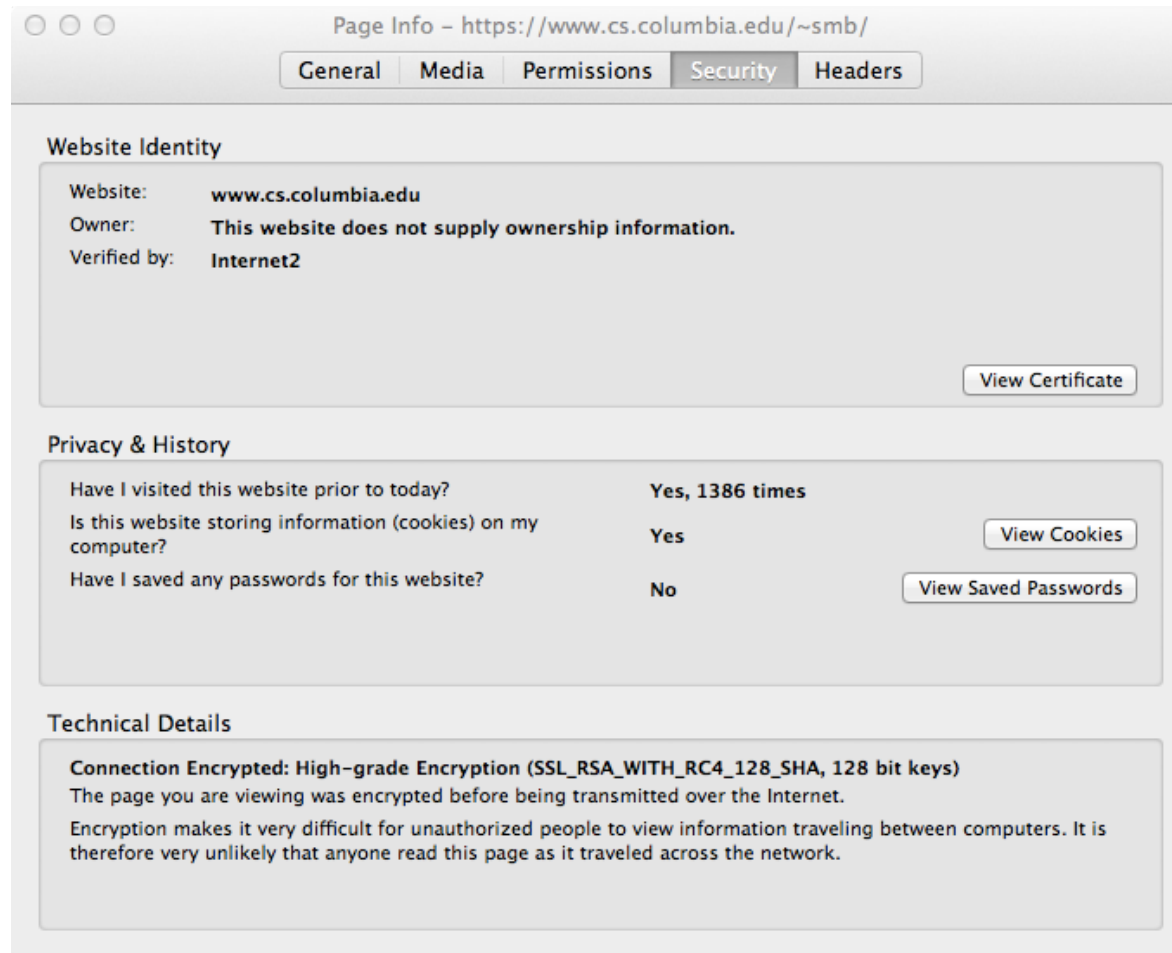 Page Info – https://www.cs.columbia.edu/~smb/
General Media Permissions Security Headers
Website Identity
Website: www.cs.columbia.edu
Owner: This website does not supply ownership information.
Verified by: Internet2
View Certificate
Privacy & History
Have I visited this website prior to today? Yes, 1386 times
Is this website storing information (cookies) on my
computer? Yes View Cookies
Have I saved any passwords for this website? No View Saved Passwords
Technical Details
Connection Encrypted: High-grade Encryption (SSL_RSA_WITH_RC4_128_SHA, 128 bit keys)
The page you are viewing was encrypted before being transmitted over the Internet.
Encryption makes it very difficult for unauthorized people to view information traveling between computers. It is
therefore very unlikely that anyone read this page as it traveled across the network.